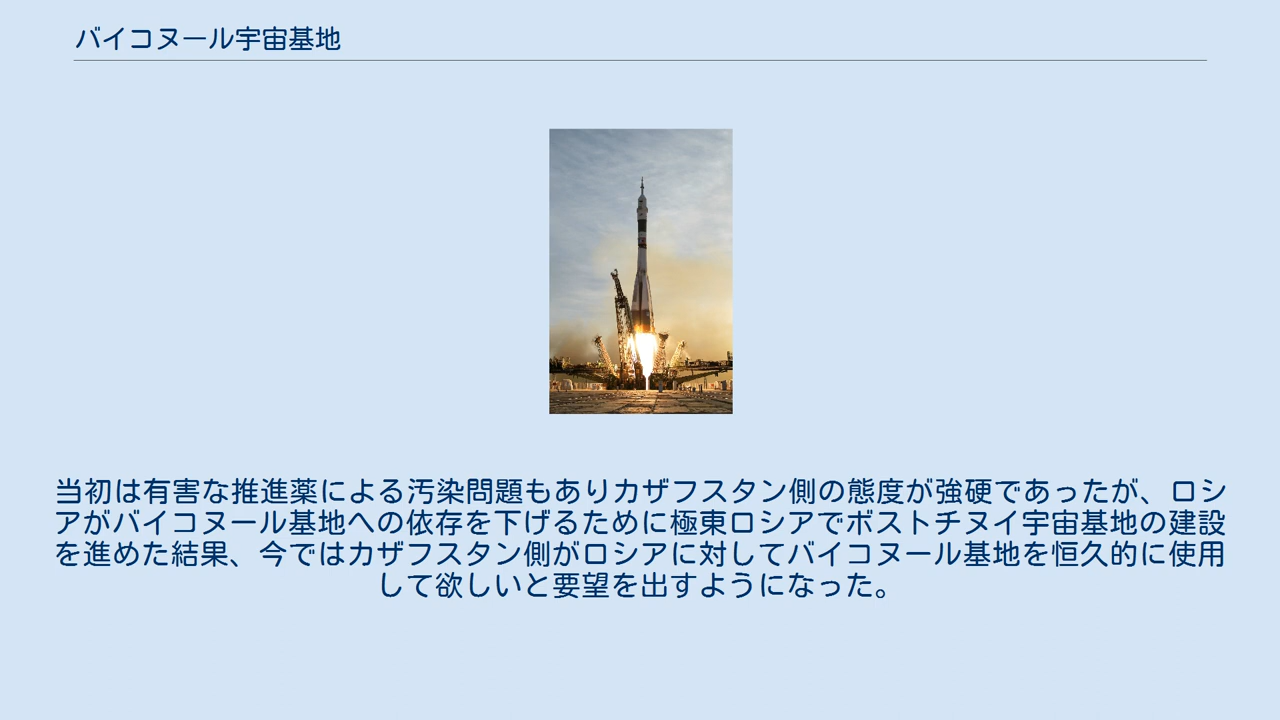 バイコヌール宇宙基地
当初は有害な推進薬による汚染問題もありカザフスタン側の態度が強硬であったが、ロシ
アがバイコヌール基地への依存を下げるために極東ロシアでボストチヌイ宇宙基地の建設
を進めた結果、今ではカザフスタン側がロシアに対してバイコヌール基地を恒久的に使用
して欲しいと要望を出すようになった。